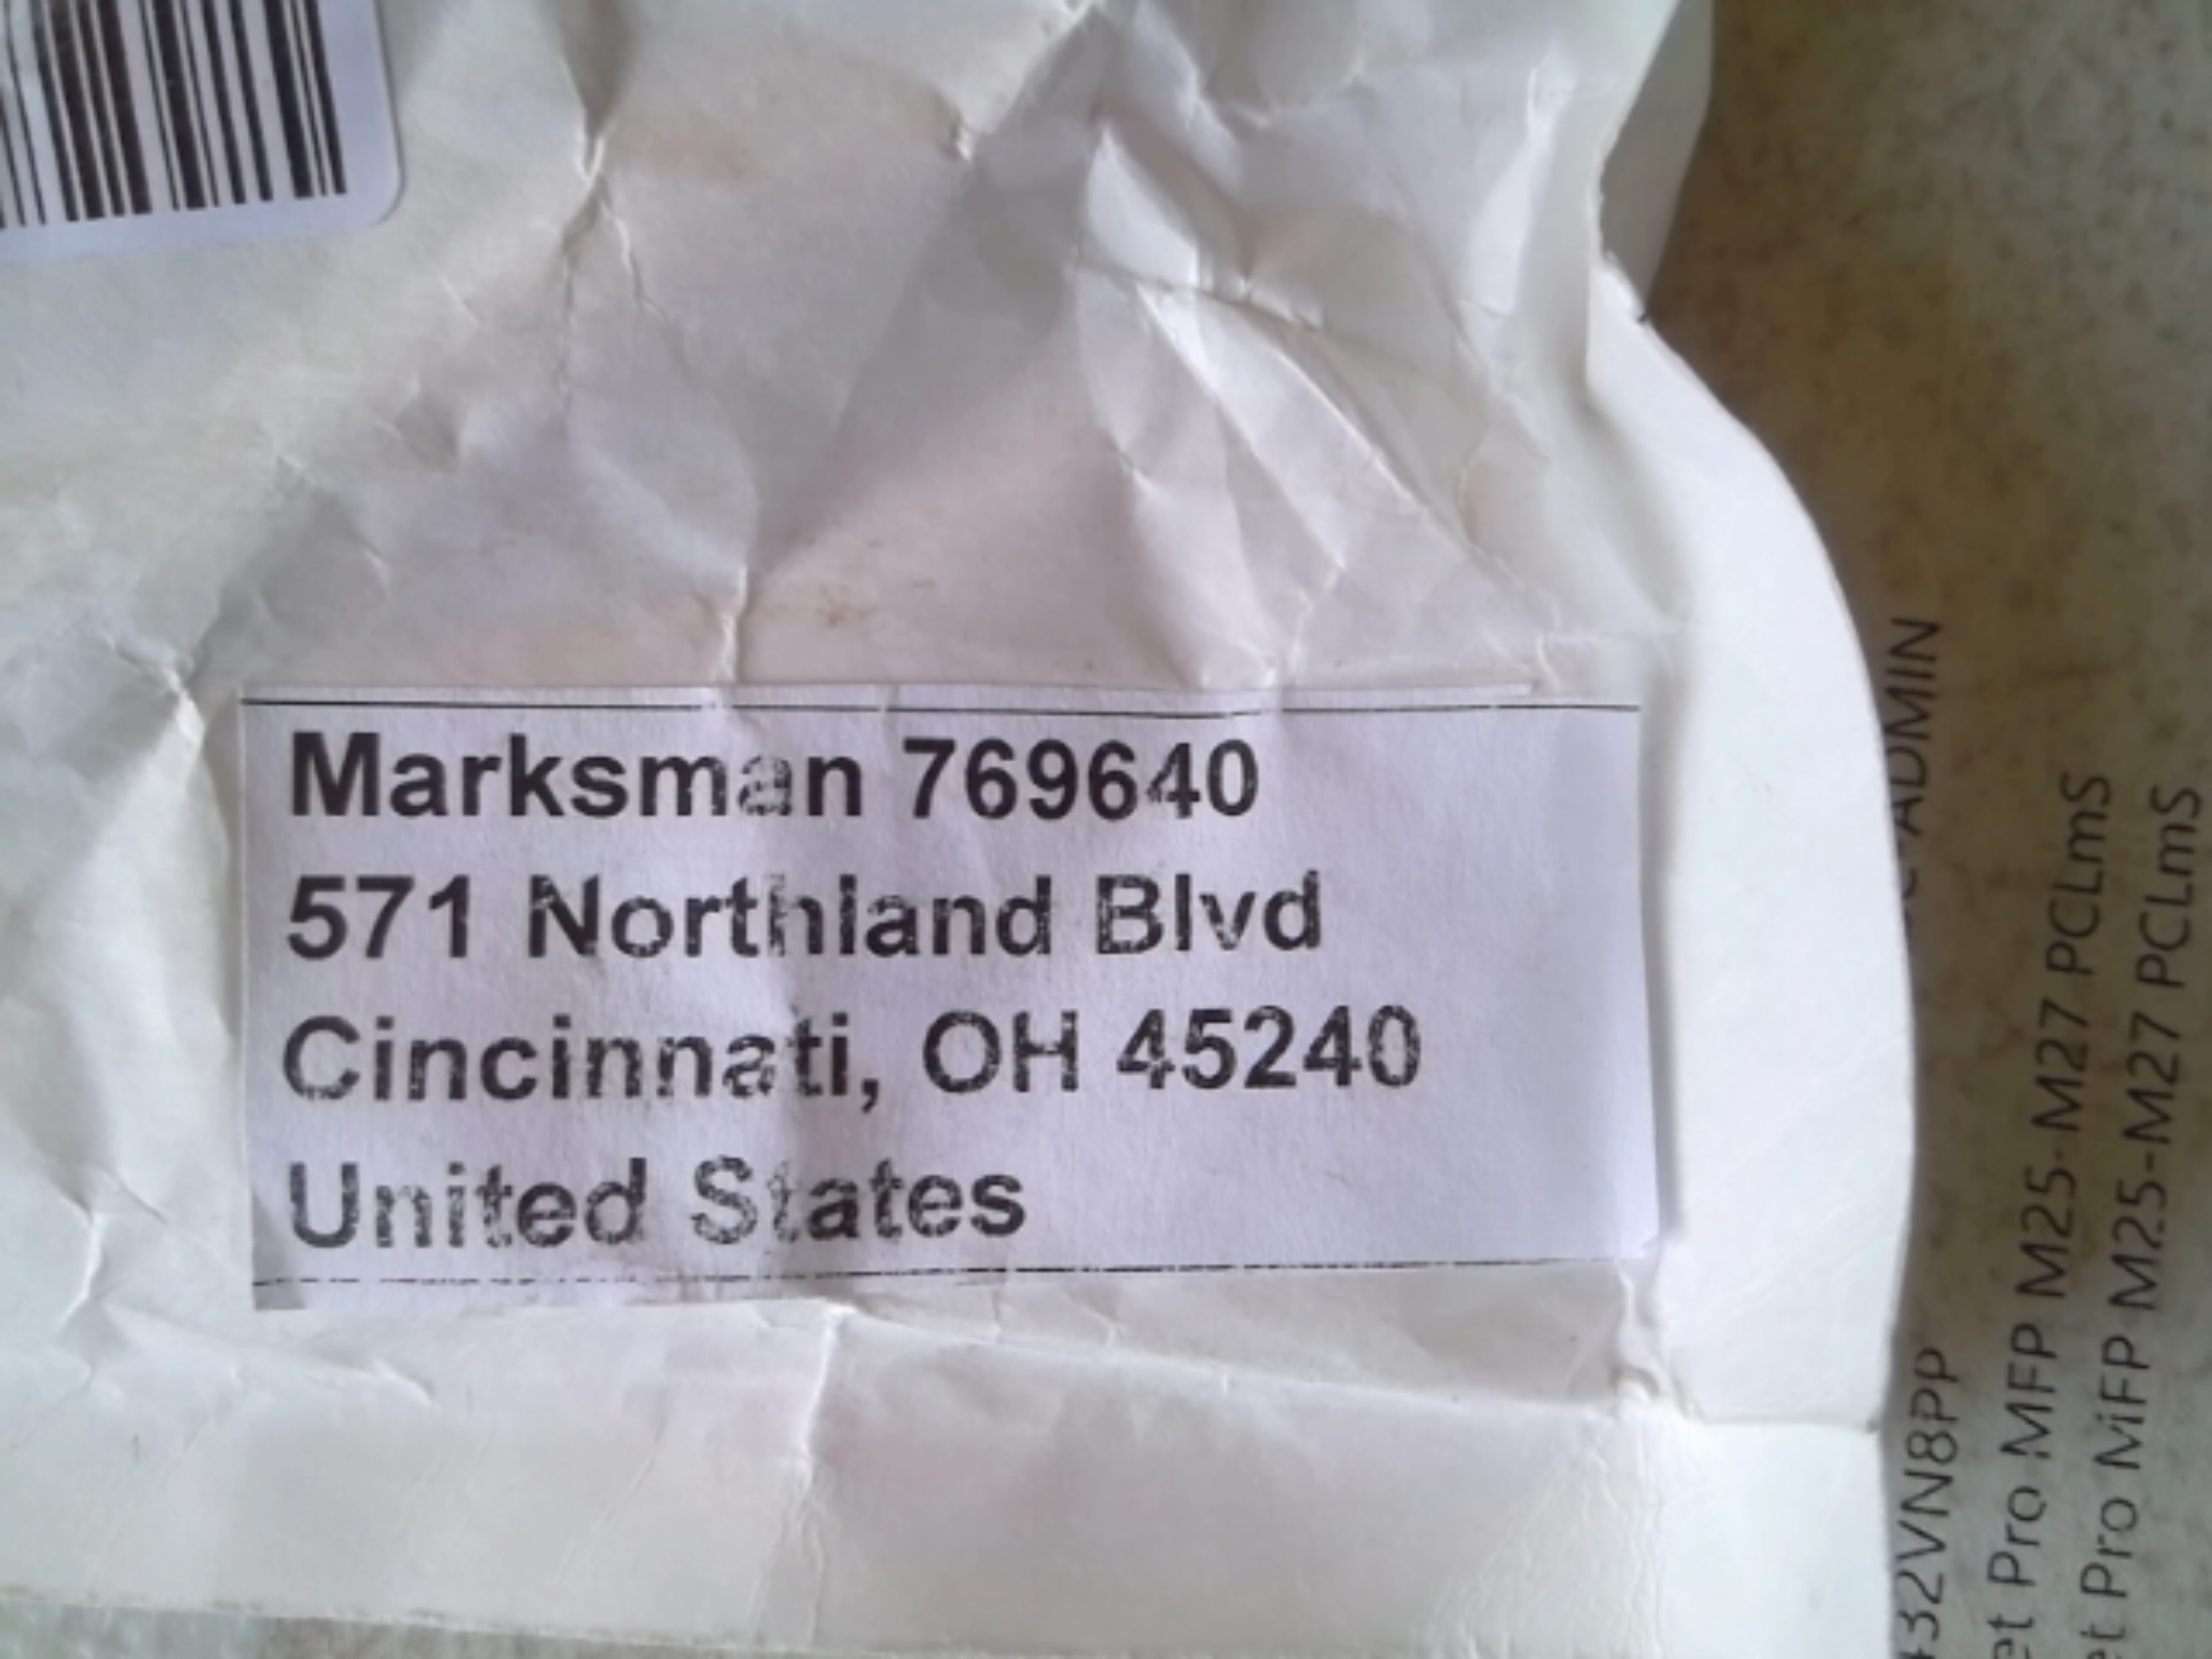 Marksman 769640
571 Northland Blvd
Cincinnati, OH 45240
United States
ADMIN
32VN8PP
et Pro MFP M25-M27 PCLmS
et Pro MFP M25-M27 PCLmS